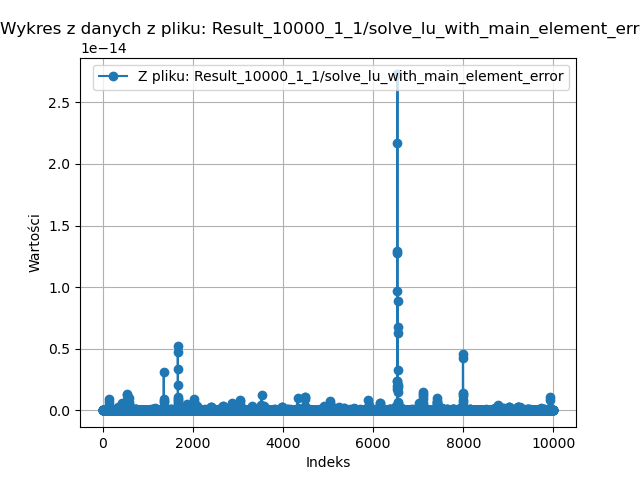 Wykres z danych z pliku: Result_10000_1_1/solve_lu_with_main_element_err
1e−14
Z pliku: Result_10000_1_1/solve_lu_with_main_element_error
2.5
2.0
1.5
1.0
0.5
0.0
Wartości
0 2000 4000 6000 8000 10000
Indeks